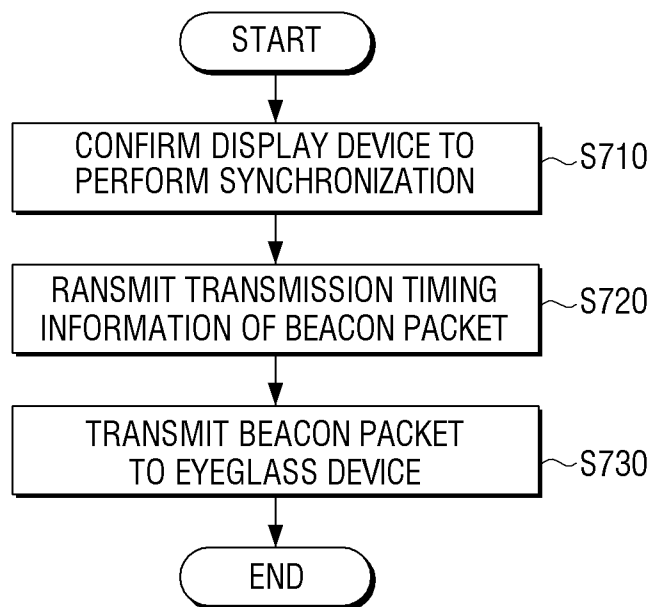 START
CONFIRM DISPLAY DEVICE TO
PERFORM SYNCHRONIZATION
S710
RANSMIT TRANSMISSION TIMING
INFORMATION OF BEACON PACKET
S720
TRANSMIT BEACON PACKET
TO EYEGLASS DEVICE
S730
END